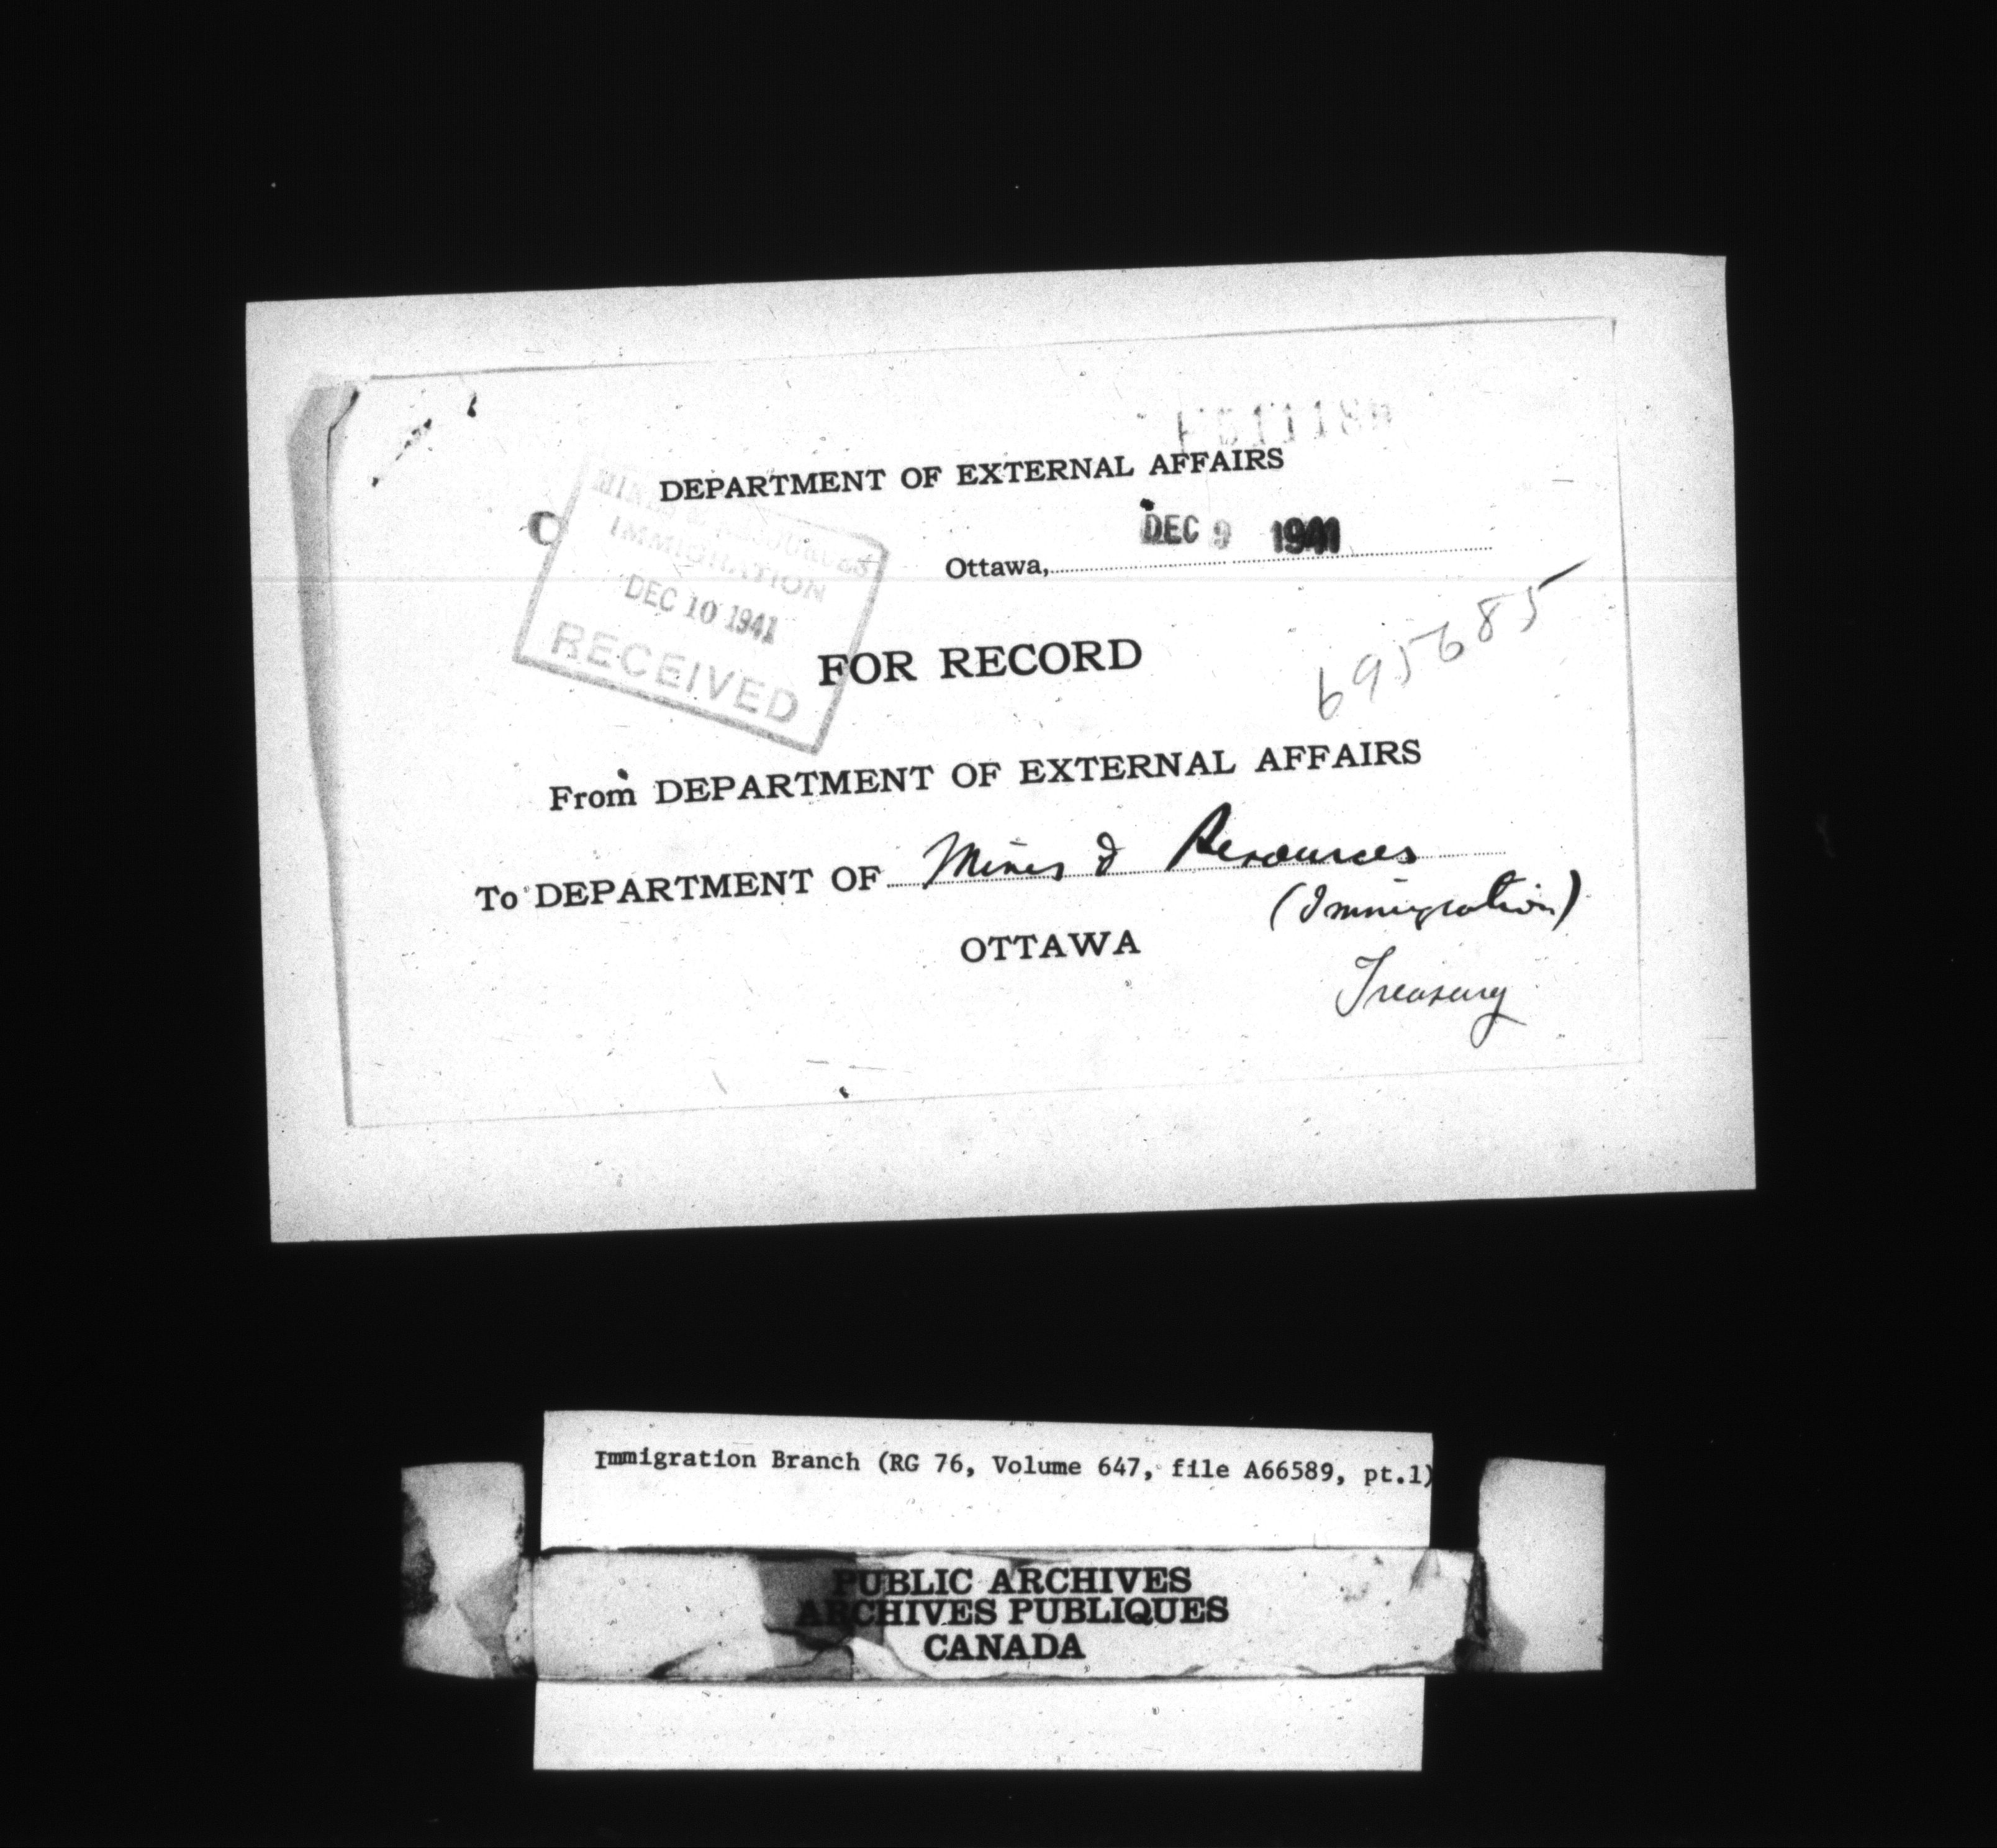 DEPARTMENT OF EXTERNAL AFFAIRS
Ottawa, DEC 9 1941
MINES & RESOURCES
IMMIGRATION
DEC 10 1941
RECEIVED
FOR RECORD
695685
From DEPARTMENT OF EXTERNAL AFFAIRS
To DEPARTMENT OF Mines & Resources
(Immigration)
OTTAWA
Treasury
Immigration Branch (RG 76, Volume 647, file A66589, pt.1)
PUBLIC ARCHIVES
ARCHIVES PUBLIQUES
CANADA